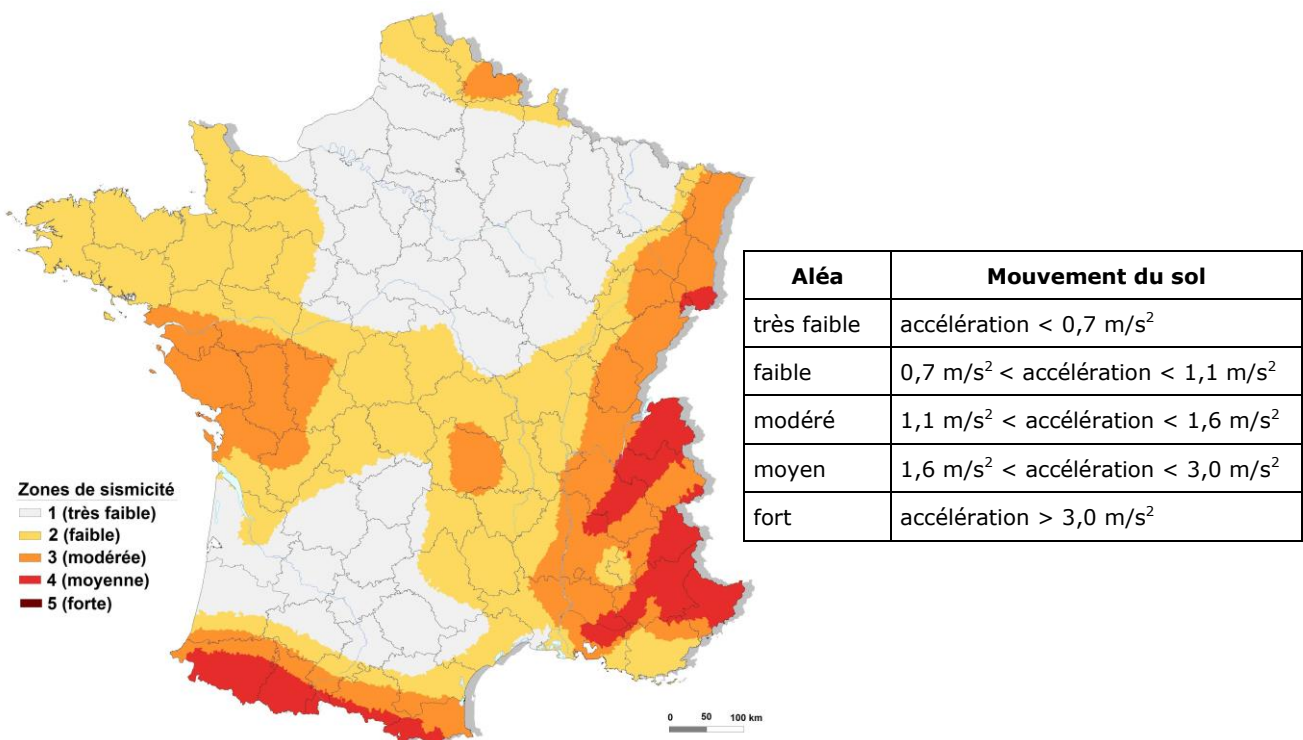 Zones de sismicité
1 (très faible)
2 (faible)
3 (modérée)
4 (moyenne)
5 (forte)
0 50 100 km
Aléa Mouvement du sol
très faible accélération < 0,7 m/s²
faible 0,7 m/s² < accélération < 1,1 m/s²
modéré 1,1 m/s² < accélération < 1,6 m/s²
moyen 1,6 m/s² < accélération < 3,0 m/s²
fort accélération > 3,0 m/s²